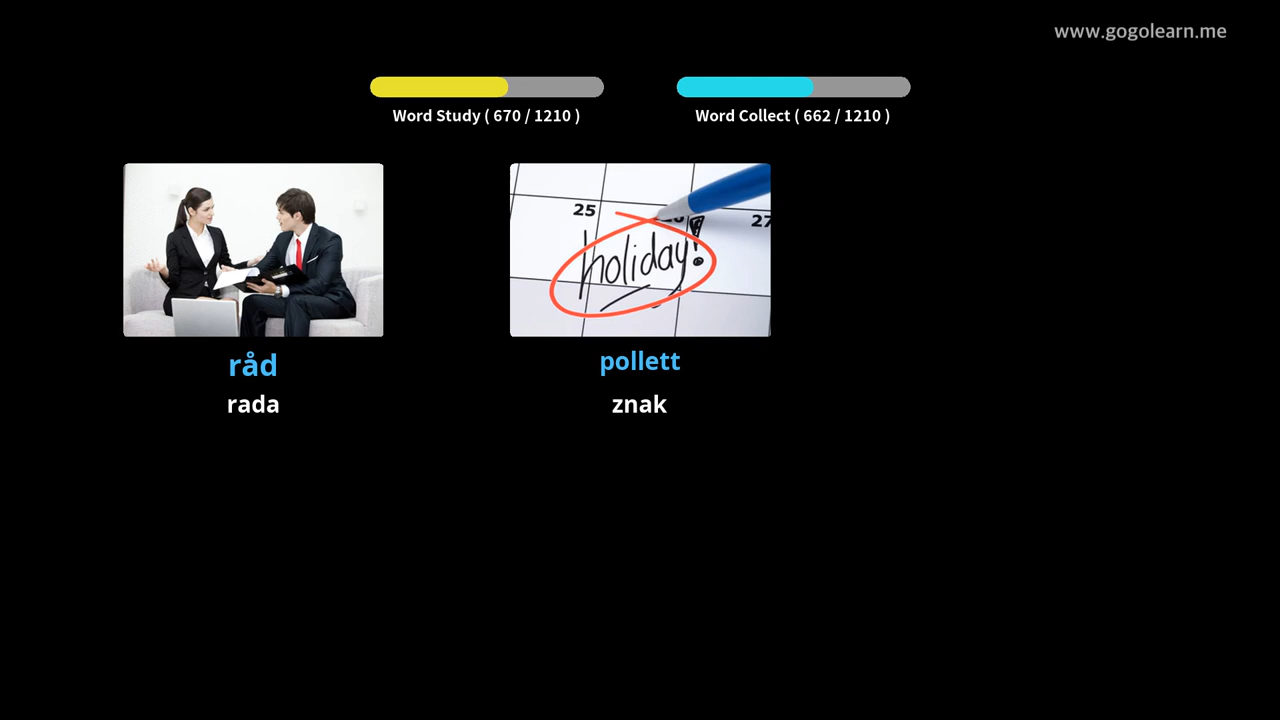 www.gogolearn.me
Word Study ( 670 / 1210 )
Word Collect ( 662 / 1210 )
25
27
holiday!
råd
pollett
rada
znak